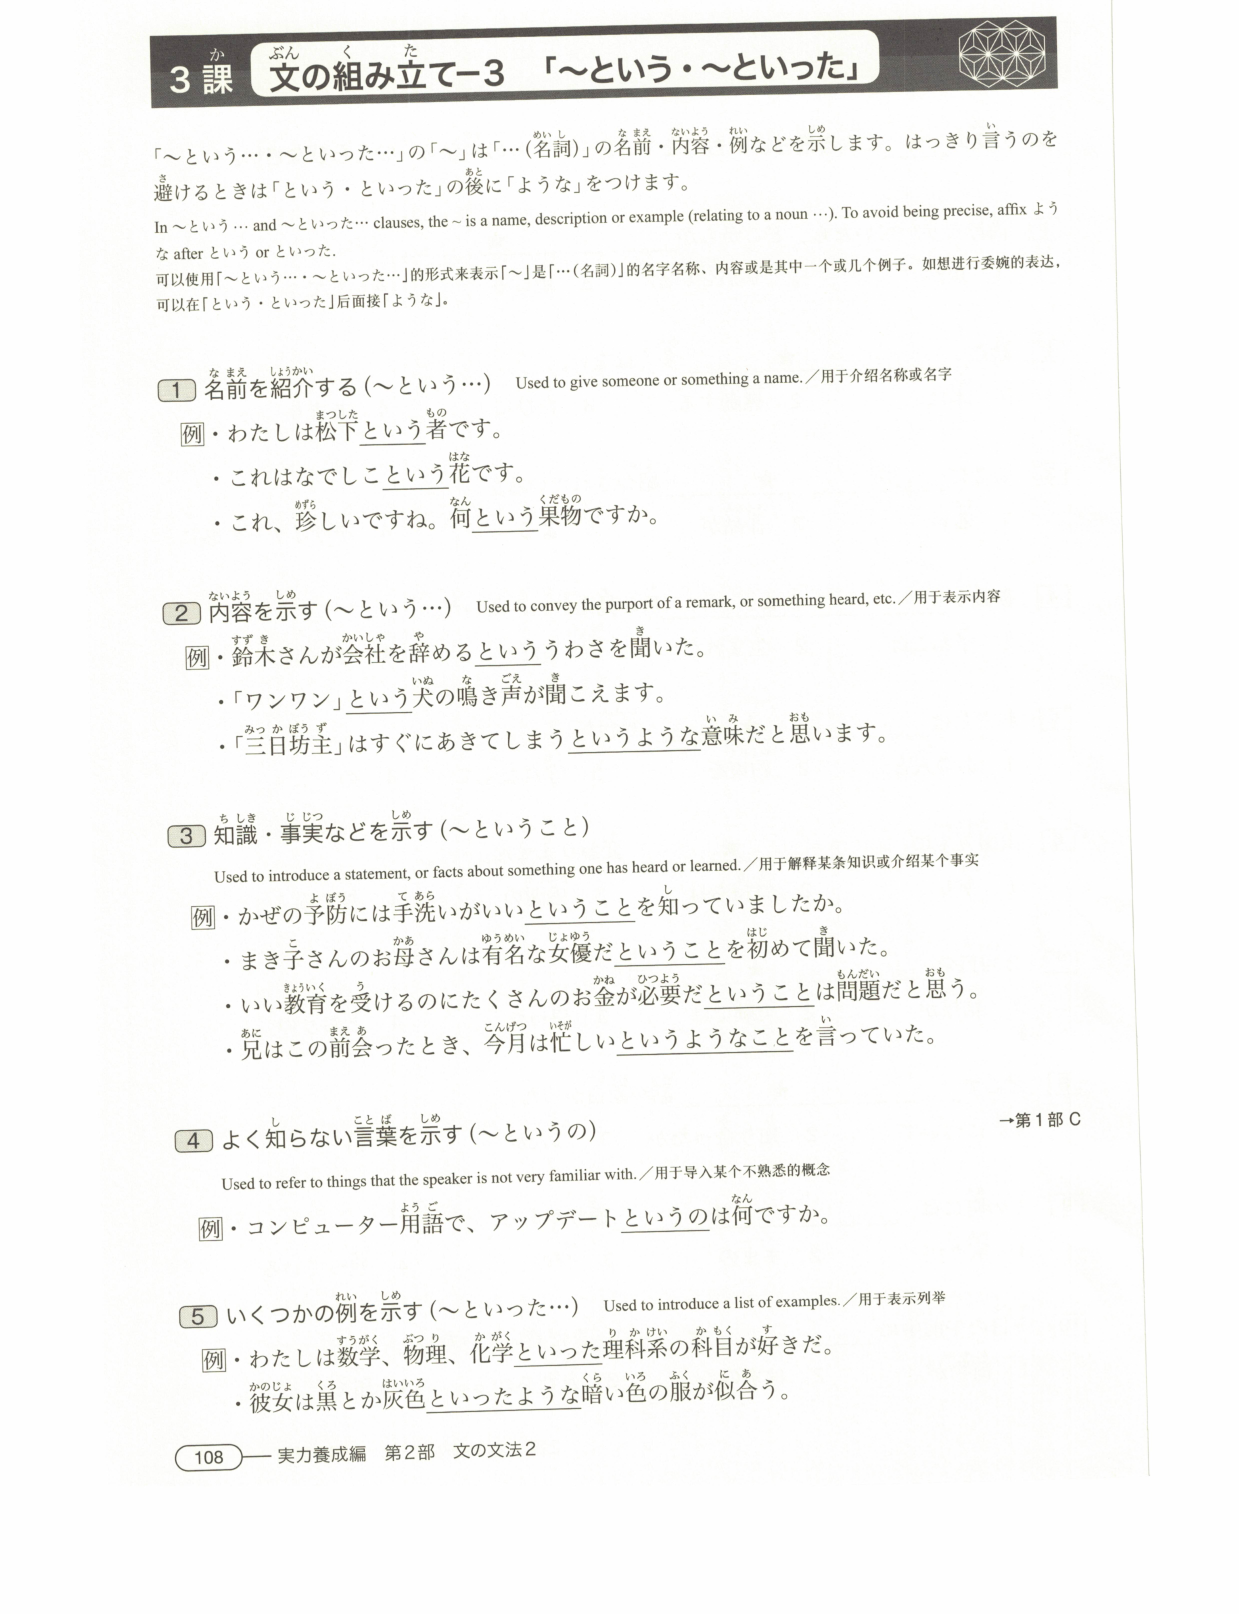 3課 文の組み立て－3 「～という・～といった」
「～という…・～といった…」の「～」は「…(名詞)」の名前・内容・例などを示します。はっきり言うのを
避けるときは「という・といった」の後に「ような」をつけます。
In ～という… and ～といった… clauses, the ~ is a name, description or example (relating to a noun …). To avoid being precise, affix よう
な after という or といった.
可以使用「～という…・～といった…」的形式来表示「～」是「…(名詞)」的名字名称、内容或是其中一个或几个例子。如想进行委婉的表达，
可以在「という・といった」后面接「ような」。
1 名前を紹介する(～という…) Used to give someone or something a name.／用于介绍名称或名字
例・わたしは松下という者です。
・これはなでしこという花です。
・これ、珍しいですね。何という果物ですか。
2 内容を示す(～という…) Used to convey the purport of a remark, or something heard, etc.／用于表示内容
例・鈴木さんが会社を辞めるといううわさを聞いた。
・「ワンワン」という犬の鳴き声が聞こえます。
・「三日坊主」はすぐにあきてしまうというような意味だと思います。
3 知識・事実などを示す(～ということ)
Used to introduce a statement, or facts about something one has heard or learned.／用于解释某条知识或介绍某个事实
例・かぜの予防には手洗いがいいということを知っていましたか。
・まき子さんのお母さんは有名な女優だということを初めて聞いた。
・いい教育を受けるのにたくさんのお金が必要だということは問題だと思う。
・兄はこの前会ったとき、今月は忙しいというようなことを言っていた。
4 よく知らない言葉を示す(～というの) →第1部 C
Used to refer to things that the speaker is not very familiar with.／用于导入某个不熟悉的概念
例・コンピューター用語で、アップデートというのは何ですか。
5 いくつかの例を示す(～といった…) Used to introduce a list of examples.／用于表示列举
例・わたしは数学、物理、化学といった理科系の科目が好きだ。
・彼女は黒とか灰色といったような暗い色の服が似合う。
108 実力養成編 第2部 文の文法2